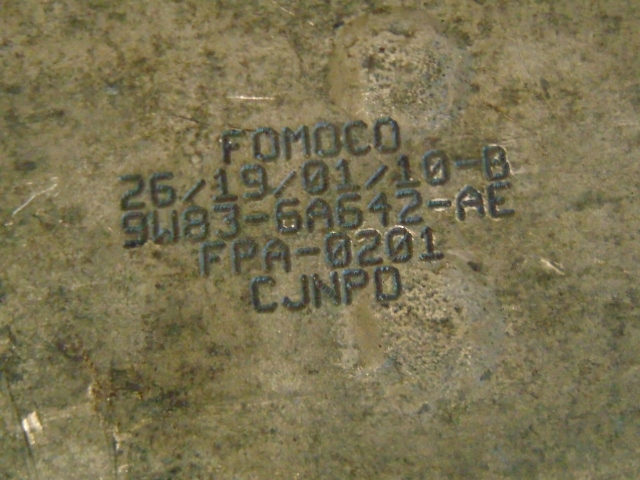 FOMOCO
26/19/01/10-B
9W83-6A642-AE
FPA-0201
CJNPD